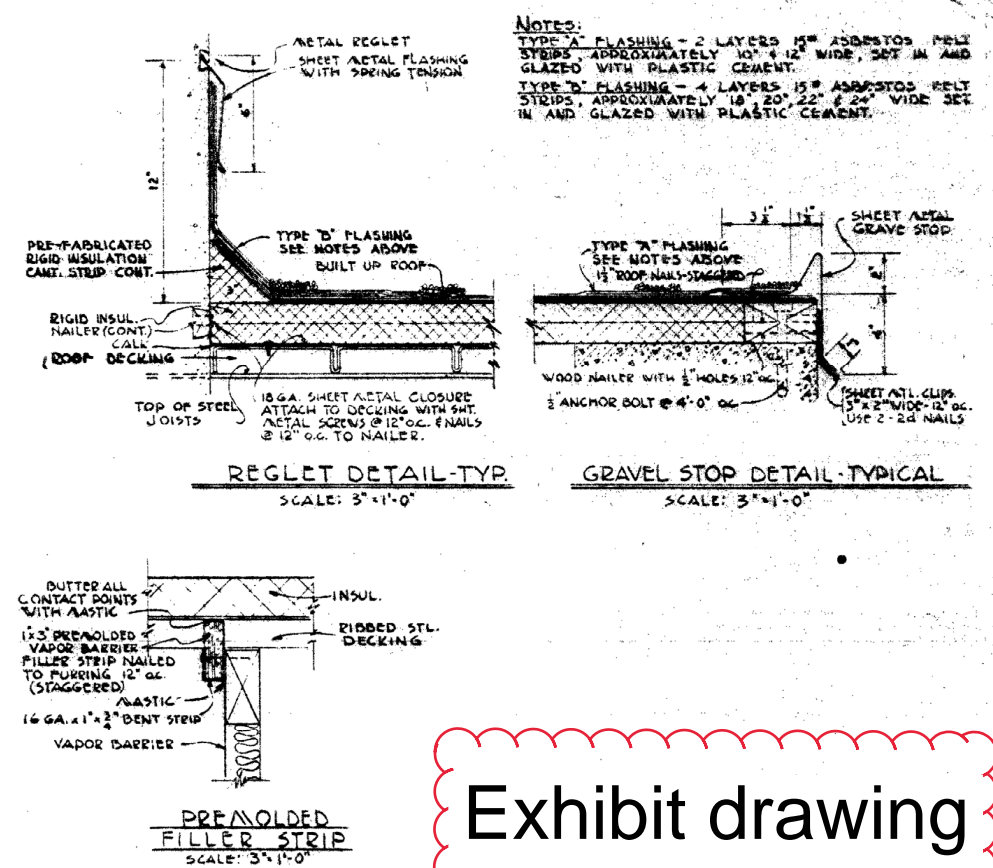 NOTES:
TYPE "A" FLASHING - 2 LAYERS 15# ASBESTOS FELT
STRIPS, APPROXIMATELY 10" & 12" WIDE, SET IN AND
GLAZED WITH PLASTIC CEMENT.
TYPE "B" FLASHING - 4 LAYERS 15# ASBESTOS FELT
STRIPS, APPROXIMATELY 18", 20", 22" & 24" WIDE SET
IN AND GLAZED WITH PLASTIC CEMENT.
METAL REGLET
SHEET METAL FLASHING
WITH SPRING TENSION
6"
12"
PRE-FABRICATED
RIGID INSULATION
CANT. STRIP CONT.
TYPE "B" FLASHING
SEE NOTES ABOVE
BUILT UP ROOF
3"
RIGID INSUL.
NAILER (CONT.)
CALK
ROOF DECKING
TOP OF STEEL
JOISTS
18 GA. SHEET METAL CLOSURE
ATTACH TO DECKING WITH SHT.
METAL SCREWS @ 12" O.C. & NAILS
@ 12" O.C. TO NAILER.
REGLET DETAIL-TYP.
SCALE: 3"=1'-0"
SHEET METAL
GRAVE STOP
TYPE "A" FLASHING
SEE NOTES ABOVE
1½" ROOF NAILS-STAGGERED
2"
4"
WOOD NAILER WITH ½" HOLES 12" O.C.
½" ANCHOR BOLT @ 4'-0" O.C.
SHEET MTL. CLIPS
3" X 2" WIDE-12" O.C.
USE 2-2d NAILS
GRAVEL STOP DETAIL-TYPICAL
SCALE: 3"=1'-0"
BUTTER ALL
CONTACT POINTS
WITH MASTIC
INSUL.
RIBBED STL.
DECKING
1"X3" PREMOLDED
VAPOR BARRIER
FILLER STRIP NAILED
TO FURRING 12" O.C.
(STAGGERED)
MASTIC
16 GA. x 1" x ¾" BENT STRIP
VAPOR BARRIER
PREMOLDED
FILLER STRIP
SCALE: 3"=1'-0"
Exhibit drawing